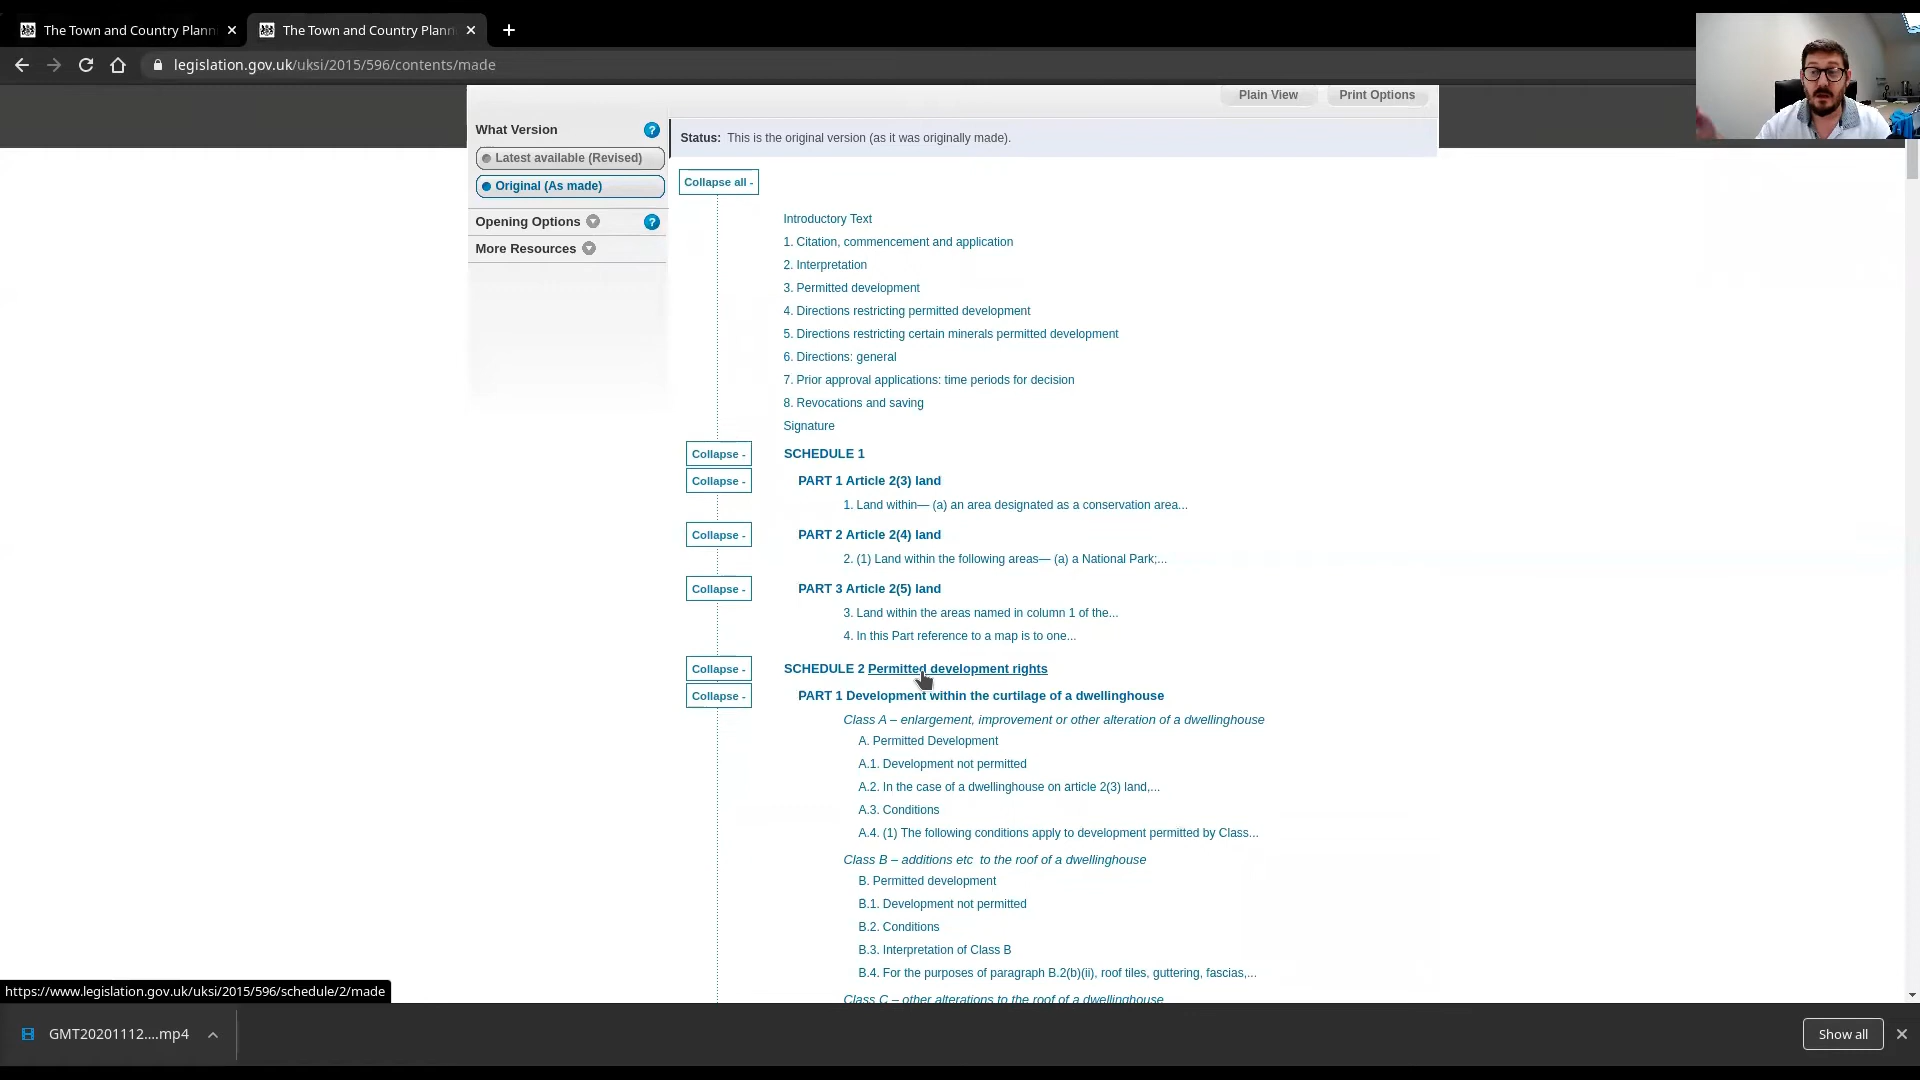 The Town and Country Plann
The Town and Country Plann
legislation.gov.uk/uksi/2015/596/contents/made
Plain View
Print Options
What Version
Latest available (Revised)
Original (As made)
Opening Options
More Resources
Status: This is the original version (as it was originally made).
Collapse all -
Introductory Text
1. Citation, commencement and application
2. Interpretation
3. Permitted development
4. Directions restricting permitted development
5. Directions restricting certain minerals permitted development
6. Directions: general
7. Prior approval applications: time periods for decision
8. Revocations and saving
Signature
Collapse - SCHEDULE 1
Collapse - PART 1 Article 2(3) land
1. Land within— (a) an area designated as a conservation area...
Collapse - PART 2 Article 2(4) land
2. (1) Land within the following areas— (a) a National Park;...
Collapse - PART 3 Article 2(5) land
3. Land within the areas named in column 1 of the...
4. In this Part reference to a map is to one...
Collapse - SCHEDULE 2 Permitted development rights
Collapse - PART 1 Development within the curtilage of a dwellinghouse
Class A – enlargement, improvement or other alteration of a dwellinghouse
A. Permitted Development
A.1. Development not permitted
A.2. In the case of a dwellinghouse on article 2(3) land,...
A.3. Conditions
A.4. (1) The following conditions apply to development permitted by Class...
Class B – additions etc to the roof of a dwellinghouse
B. Permitted development
B.1. Development not permitted
B.2. Conditions
B.3. Interpretation of Class B
B.4. For the purposes of paragraph B.2(b)(ii), roof tiles, guttering, fascias,...
Class C – other alterations to the roof of a dwellinghouse
https://www.legislation.gov.uk/uksi/2015/596/schedule/2/made
GMT20201112....mp4
Show all